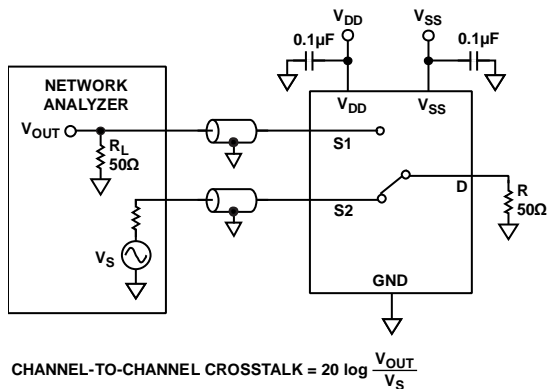 V_DD
V_SS
0.1µF
0.1µF
NETWORK
ANALYZER
V_DD
V_SS
V_OUT
R_L
50Ω
S1
S2
D
R
50Ω
V_S
GND
CHANNEL-TO-CHANNEL CROSSTALK = 20 log V_OUT / V_S